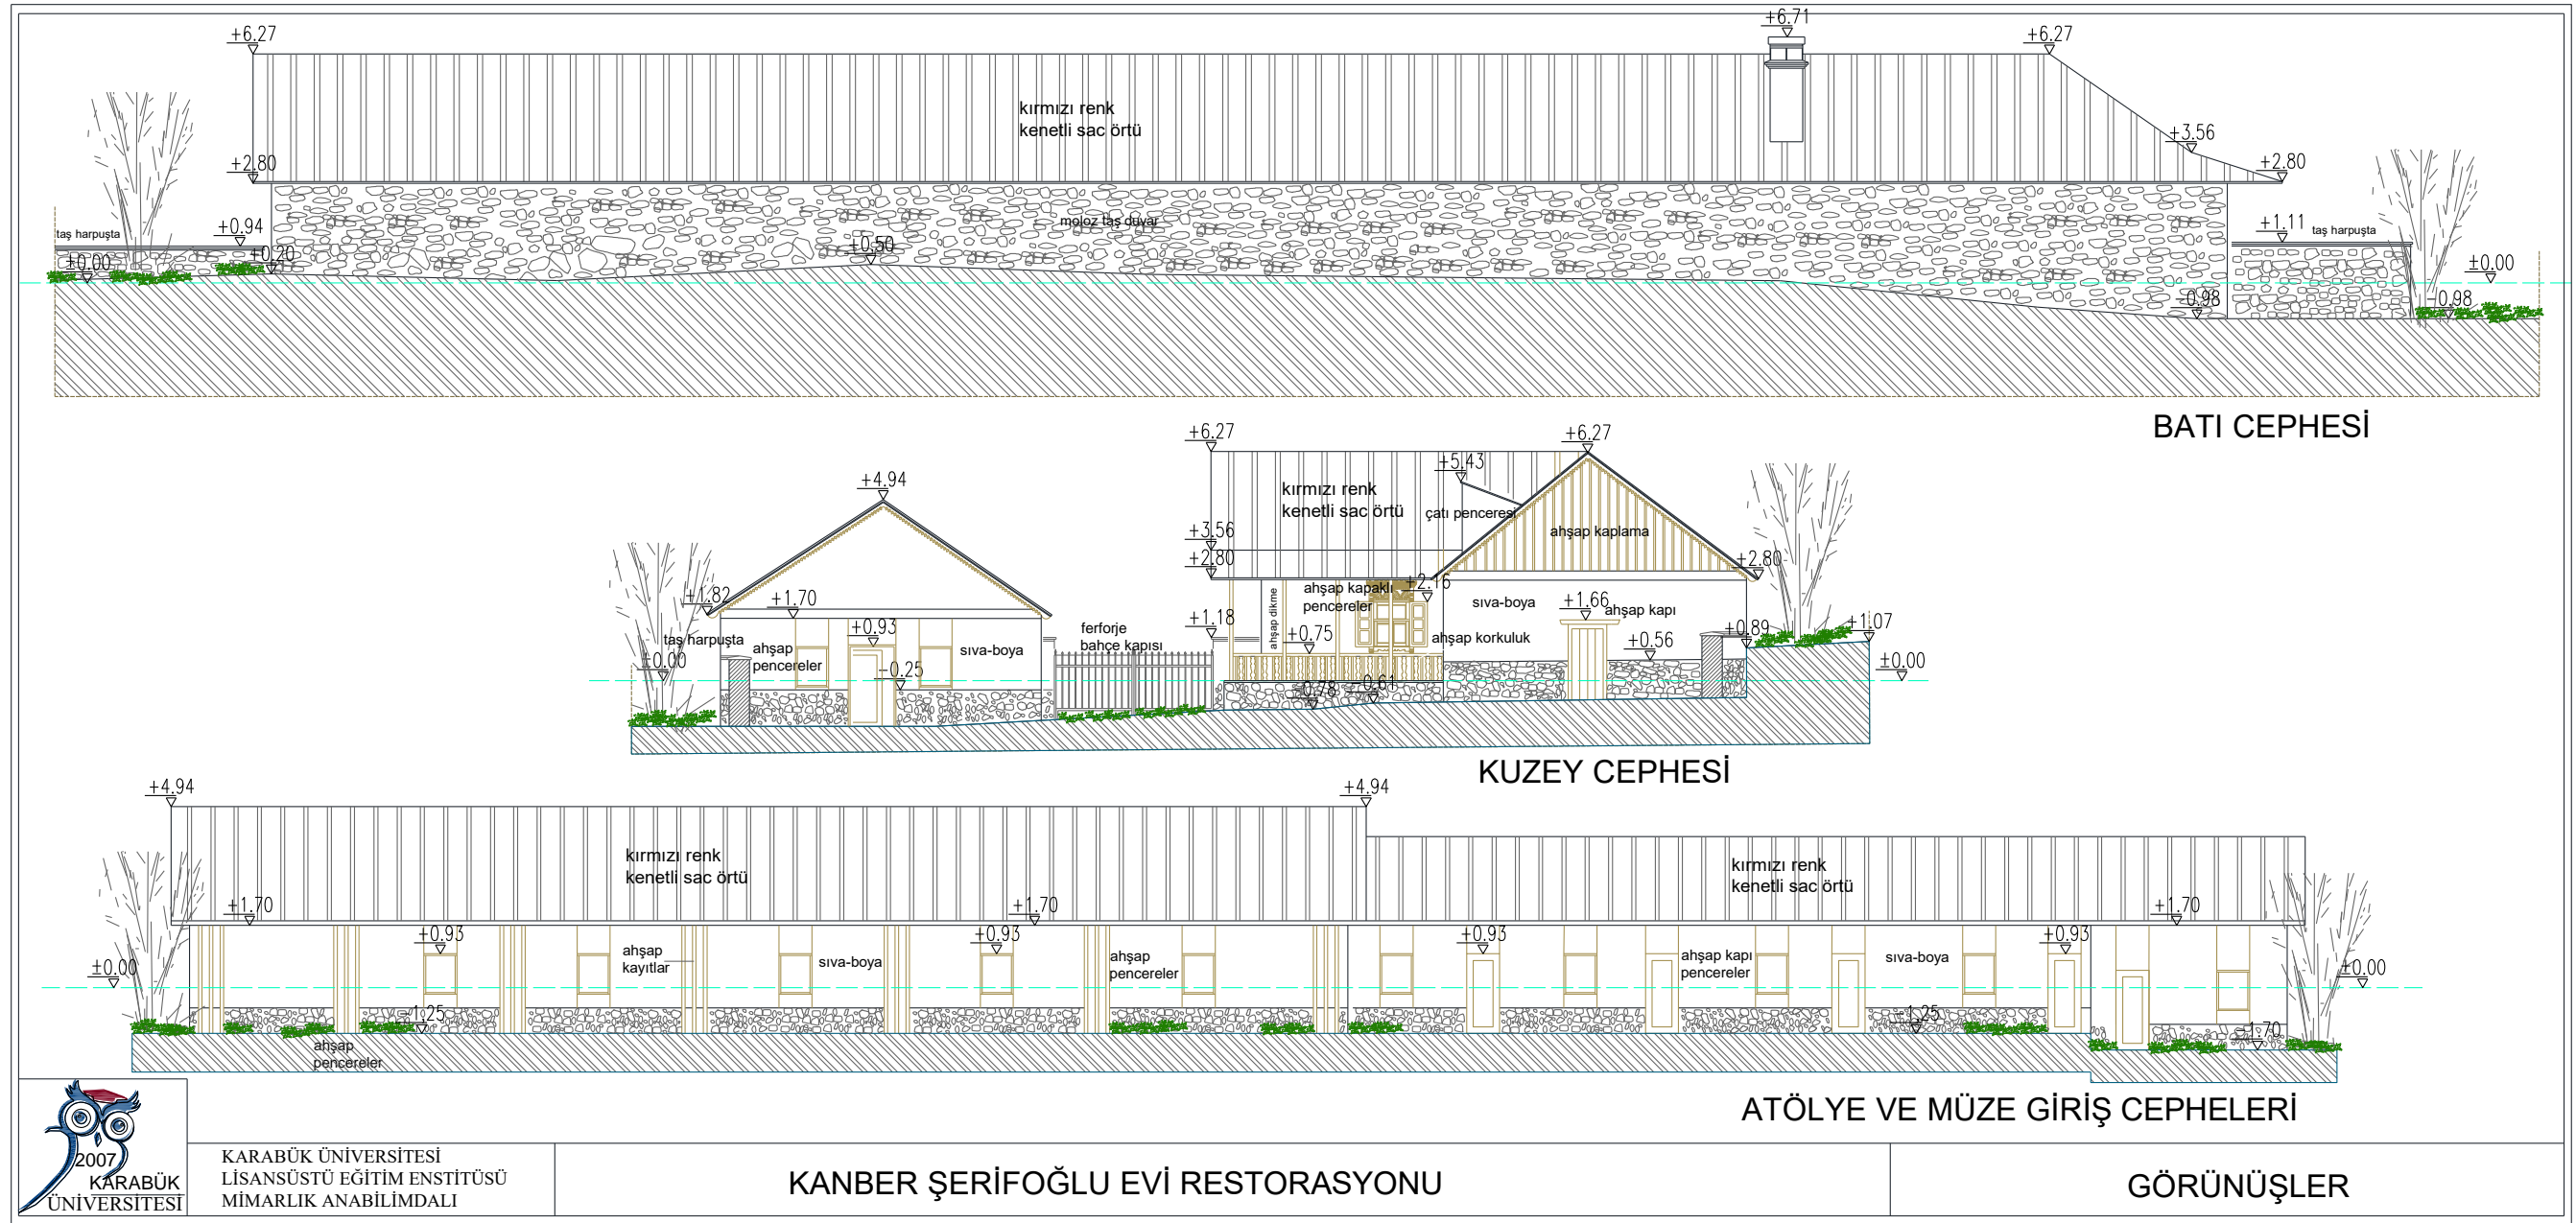 +6.27
+6.71
+6.27
kırmızı renk
kenetli sac örtü
+3.56
+2.80
+2.80
moloz taş duvar
taş harpuşta
+0.94
+1.11
taş harpuşta
+0.50
+0.20
±0.00
±0.00
-0.98
-0.98
BATI CEPHESİ
+6.27
+6.27
+5.43
+4.94
kırmızı renk
kenetli sac örtü
çatı penceresi
ahşap kaplama
+3.56
+2.80
+2.80
+2.16
ahşap kapaklı
pencereler
ahşap dikme
sıva-boya
+1.66
ahşap kapı
+1.82
+1.70
+1.18
ferforje
bahçe kapısı
+0.93
+0.75
ahşap korkuluk
+0.56
+0.89
+1.07
taş harpuşta
ahşap
pencereler
sıva-boya
±0.00
-0.25
±0.00
-0.78
-0.61
KUZEY CEPHESİ
+4.94
+4.94
kırmızı renk
kenetli sac örtü
kırmızı renk
kenetli sac örtü
+1.70
+1.70
+1.70
+0.93
+0.93
+0.93
+0.93
ahşap
kayıtlar
sıva-boya
ahşap
pencereler
ahşap kapı
pencereler
sıva-boya
±0.00
±0.00
-1.25
-1.25
-1.70
ahşap
pencereler
ATÖLYE VE MÜZE GİRİŞ CEPHELERİ
2007
KARABÜK
ÜNİVERSİTESİ
KARABÜK ÜNİVERSİTESİ
LİSANSÜSTÜ EĞİTİM ENSTİTÜSÜ
MİMARLIK ANABİLİMDALI
KANBER ŞERİFOĞLU EVİ RESTORASYONU
GÖRÜNÜŞLER